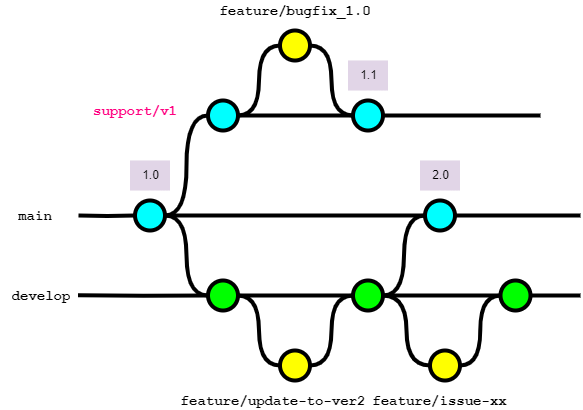 feature/bugfix_1.0
1.1
support/v1
1.0
2.0
main
develop
feature/update-to-ver2 feature/issue-xx